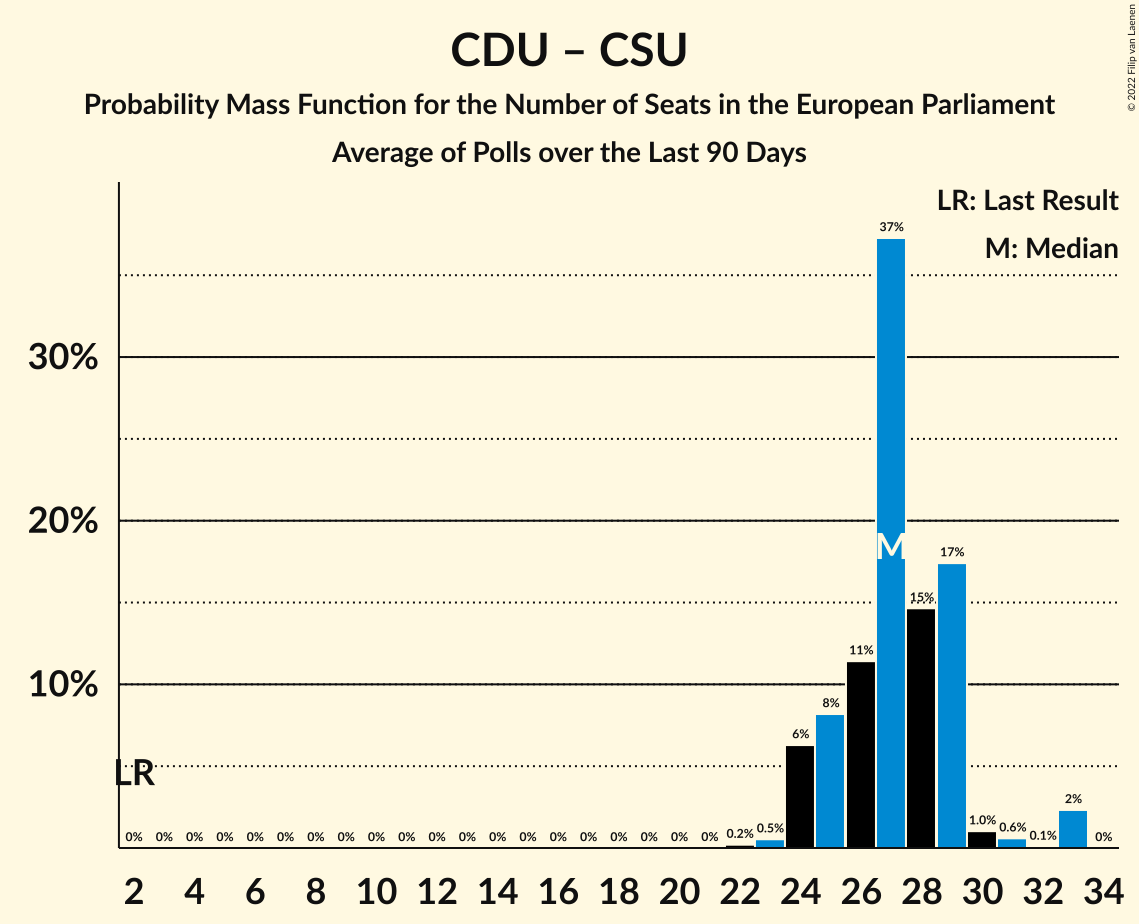 CDU – CSU
Probability Mass Function for the Number of Seats in the European Parliament
Average of Polls over the Last 90 Days
© 2022 Filip van Laenen
LR: Last Result
M: Median
37%
30%
20%
M
17%
15%
11%
10%
8%
6%
LR
2%
0% 0% 0% 0% 0% 0% 0% 0% 0% 0% 0% 0% 0% 0% 0% 0% 0% 0% 0% 0% 0.2% 0.5% 1.0% 0.6% 0.1% 0%
2 4 6 8 10 12 14 16 18 20 22 24 26 28 30 32 34